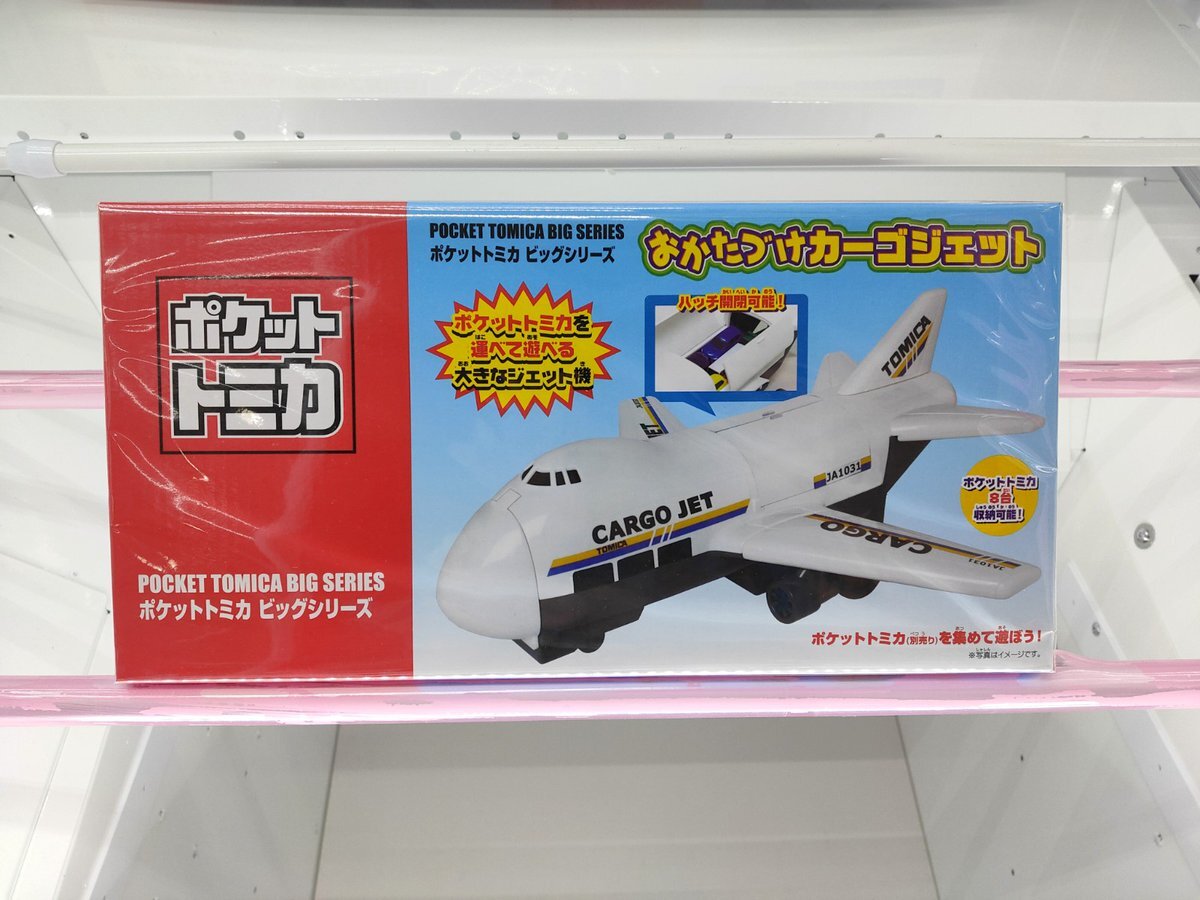 ポケット
トミカ
POCKET TOMICA BIG SERIES
ポケットトミカ ビッグシリーズ
POCKET TOMICA BIG SERIES
ポケットトミカ ビッグシリーズ
おかたづけカーゴジェット
ポケットトミカを
運べて遊べる
大きなジェット機
ハッチ開閉可能!
TOMICA
JET
JA1031
CARGO JET
TOMICA
CARGO
JA1031
ポケットトミカ
8台
収納可能!
ポケットトミカ(別売り)を集めて遊ぼう!
※写真はイメージです。